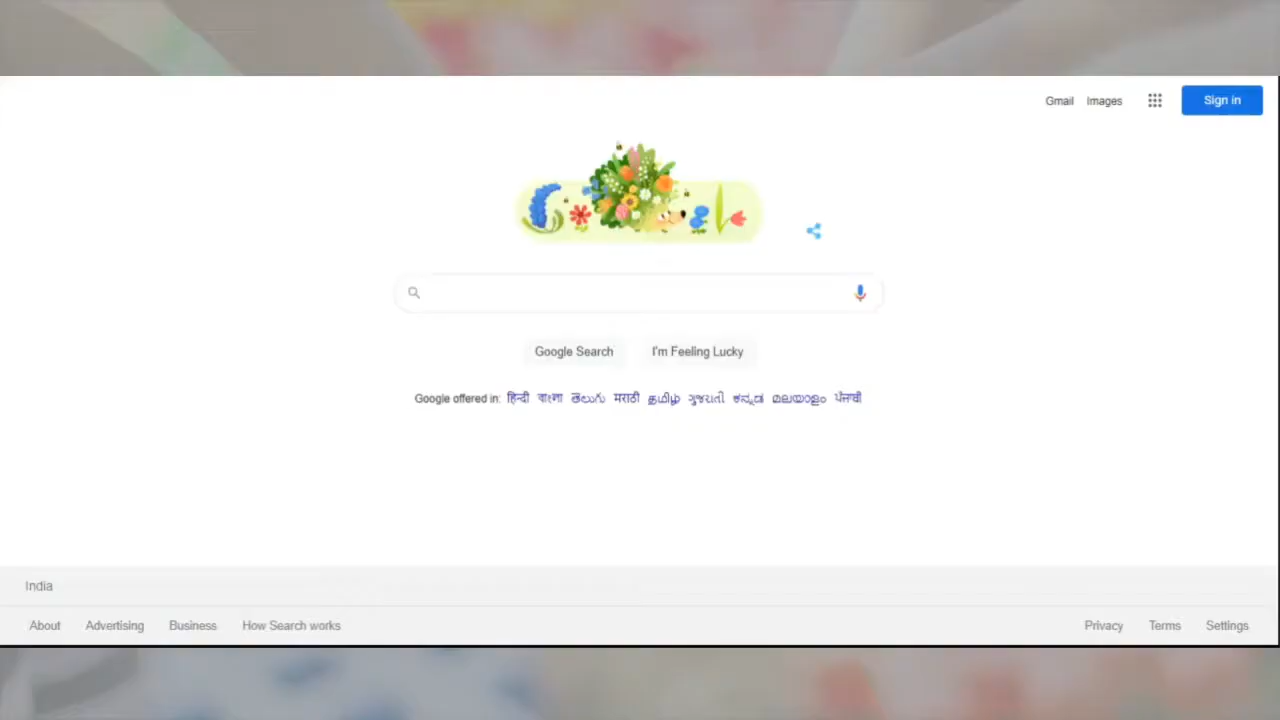 Gmail Images Sign in
Google Search I'm Feeling Lucky
Google offered in: हिन्दी বাংলা తెలుగు मराठी தமிழ் ગુજરાતી ಕನ್ನಡ മലയാളം ਪੰਜਾਬੀ
India
About Advertising Business How Search works Privacy Terms Settings